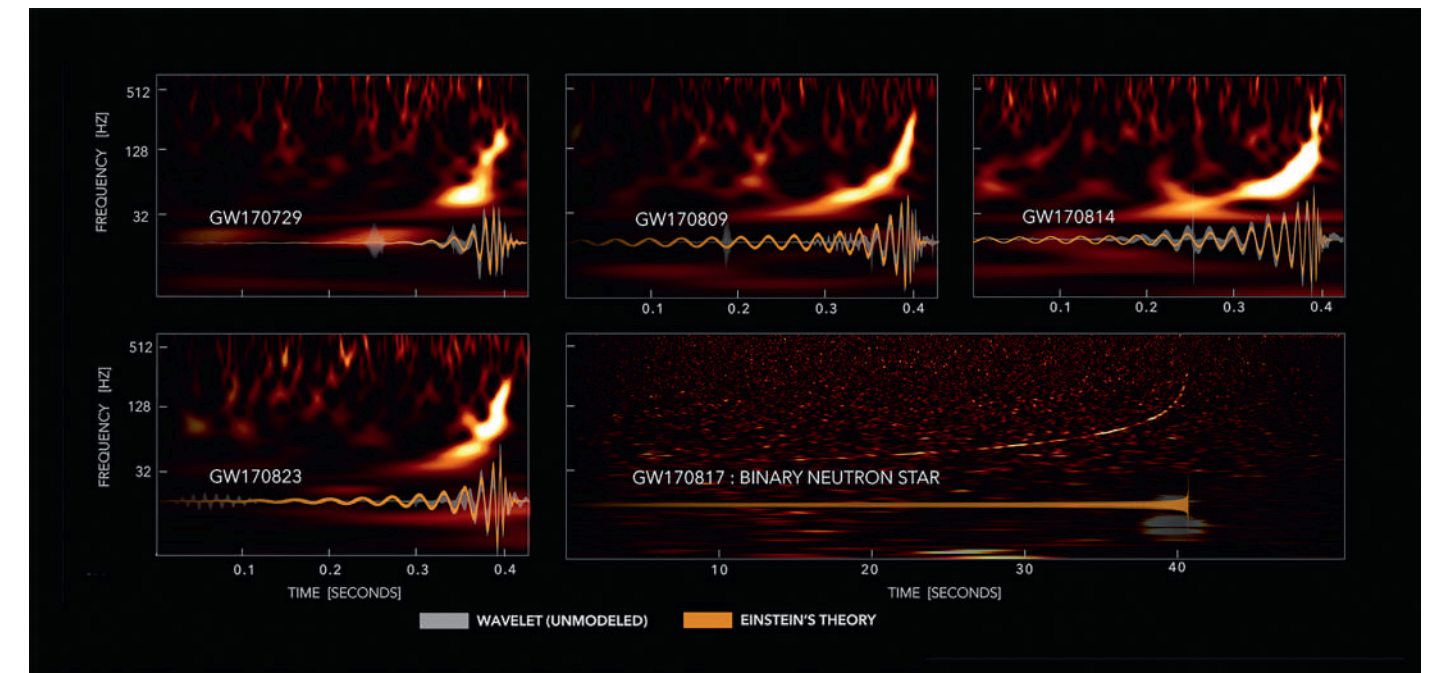 FREQUENCY [HZ]
512
128
32
GW170729
GW170809
0.1 0.2 0.3 0.4
GW170814
0.1 0.2 0.3 0.4
FREQUENCY [HZ]
512
128
32
GW170823
0.1 0.2 0.3 0.4
TIME [SECONDS]
GW170817 : BINARY NEUTRON STAR
10 20 30 40
TIME [SECONDS]
WAVELET (UNMODELED)
EINSTEIN'S THEORY